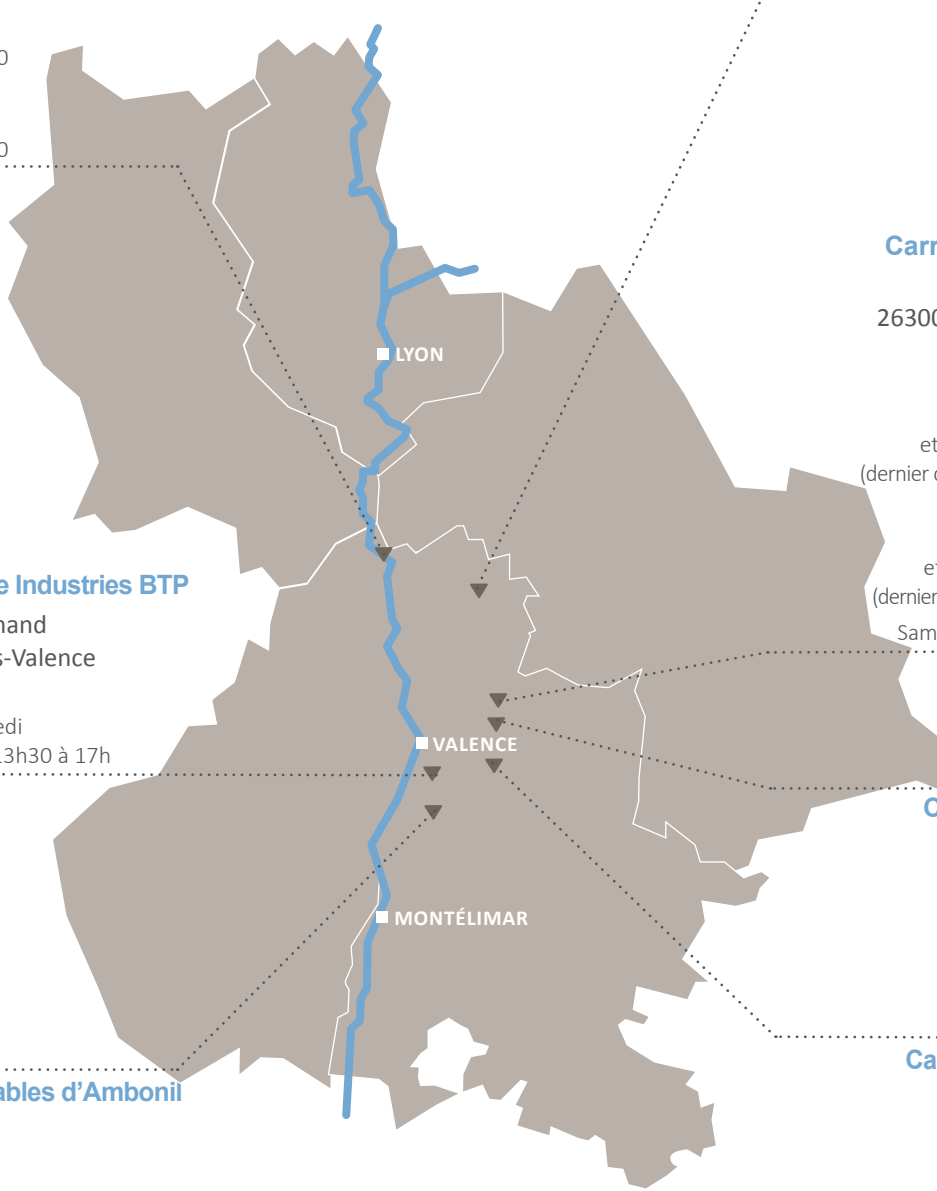 0
0
Carr
26300
LYON
et
(dernier
e Industries BTP
et
(dernier
nand
Sam
s-Valence
edi
VALENCE
13h30 à 17h
C
MONTÉLIMAR
Ca
ables d'Ambonil